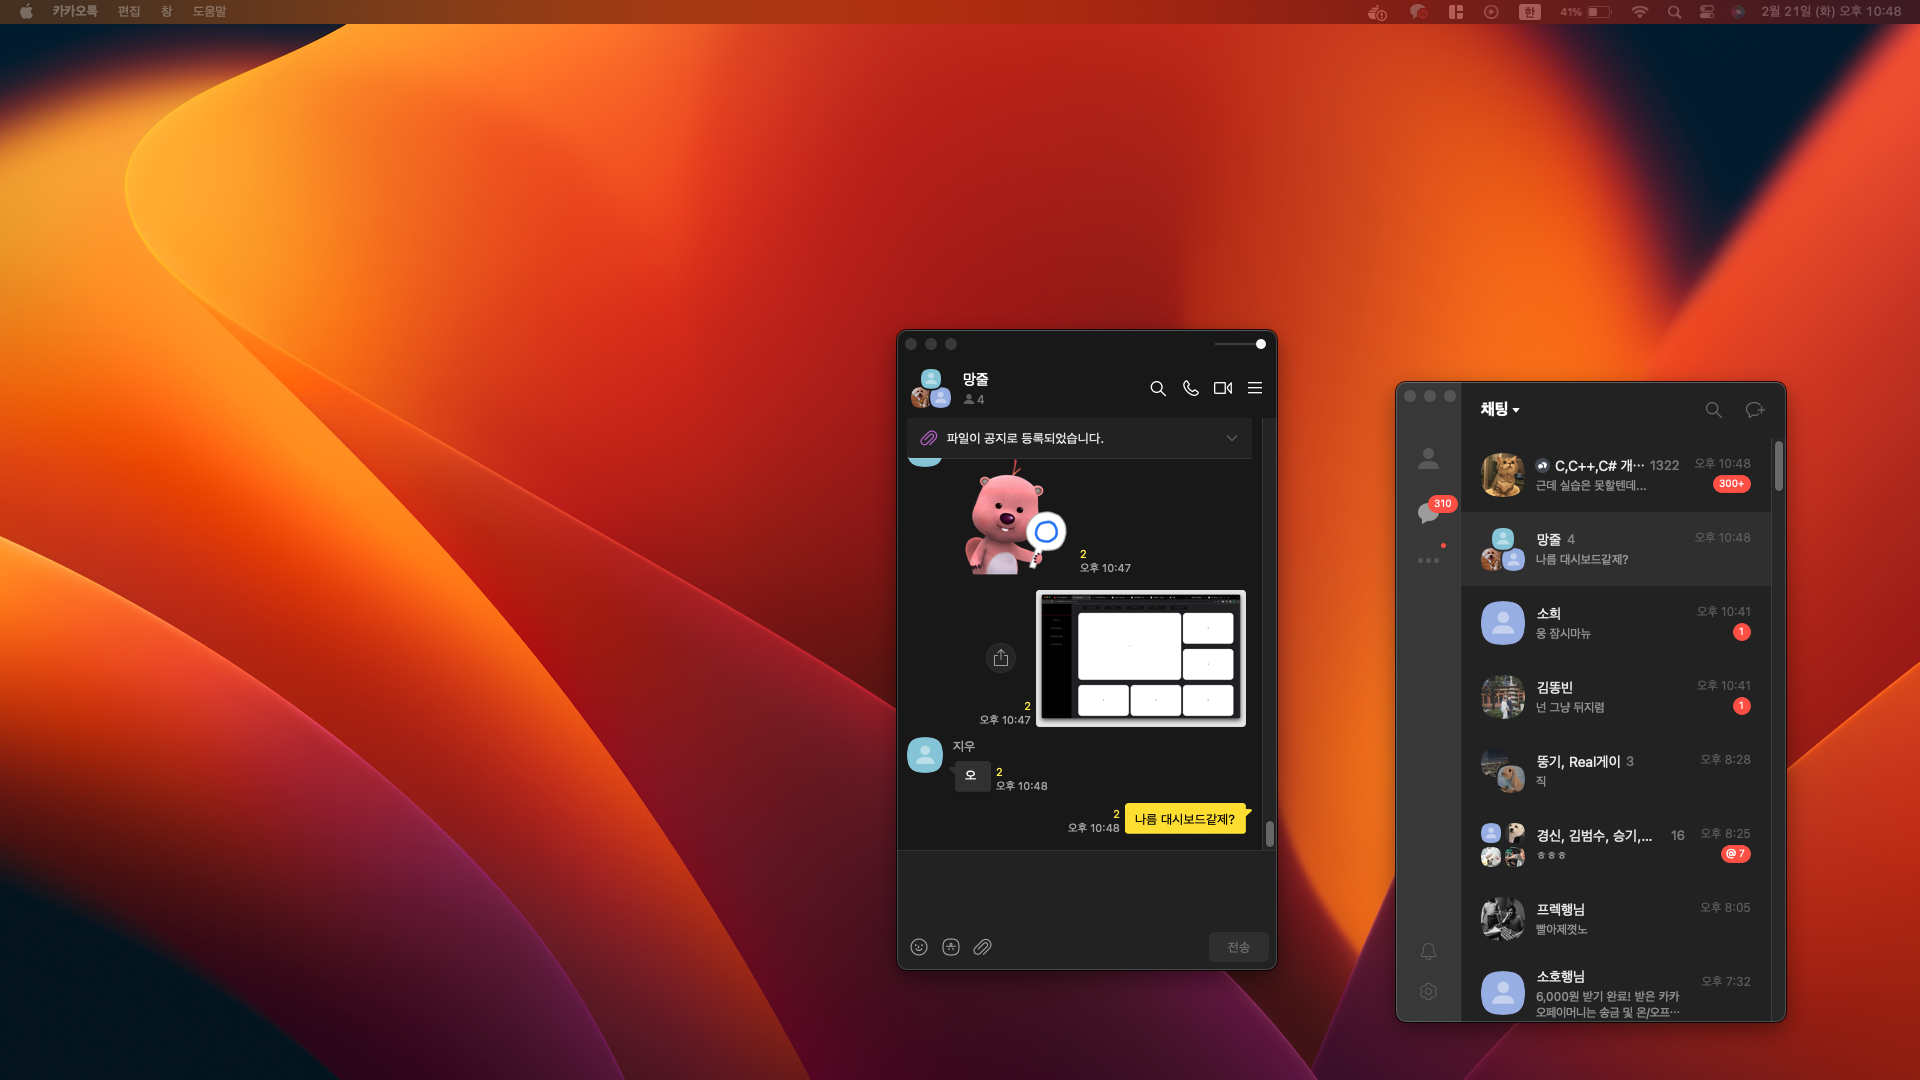 카카오톡 편집 창 도움말
한 41% 2월 21일 (화) 오후 10:48
망줄
4
파일이 공지로 등록되었습니다.
2
오후 10:47
2
오후 10:47
지우
오
2
오후 10:48
2
오후 10:48
나름 대시보드같제?
전송
채팅
310
C,C++,C# 개… 1322 오후 10:48
근데 실습은 못할텐데... 300+
망줄 4 오후 10:48
나름 대시보드같제?
소희 오후 10:41
웅 잠시마뉴 1
김똥빈 오후 10:41
넌 그냥 뒤지렴 1
뚱기, Real게이 3 오후 8:28
직
경신, 김범수, 승기,... 16 오후 8:25
ㅎㅎㅎ @ 7
프렉행님 오후 8:05
빨아제꼇노
소호행님 오후 7:32
6,000원 받기 완료! 받은 카카
오페이머니는 송금 및 온/오프…